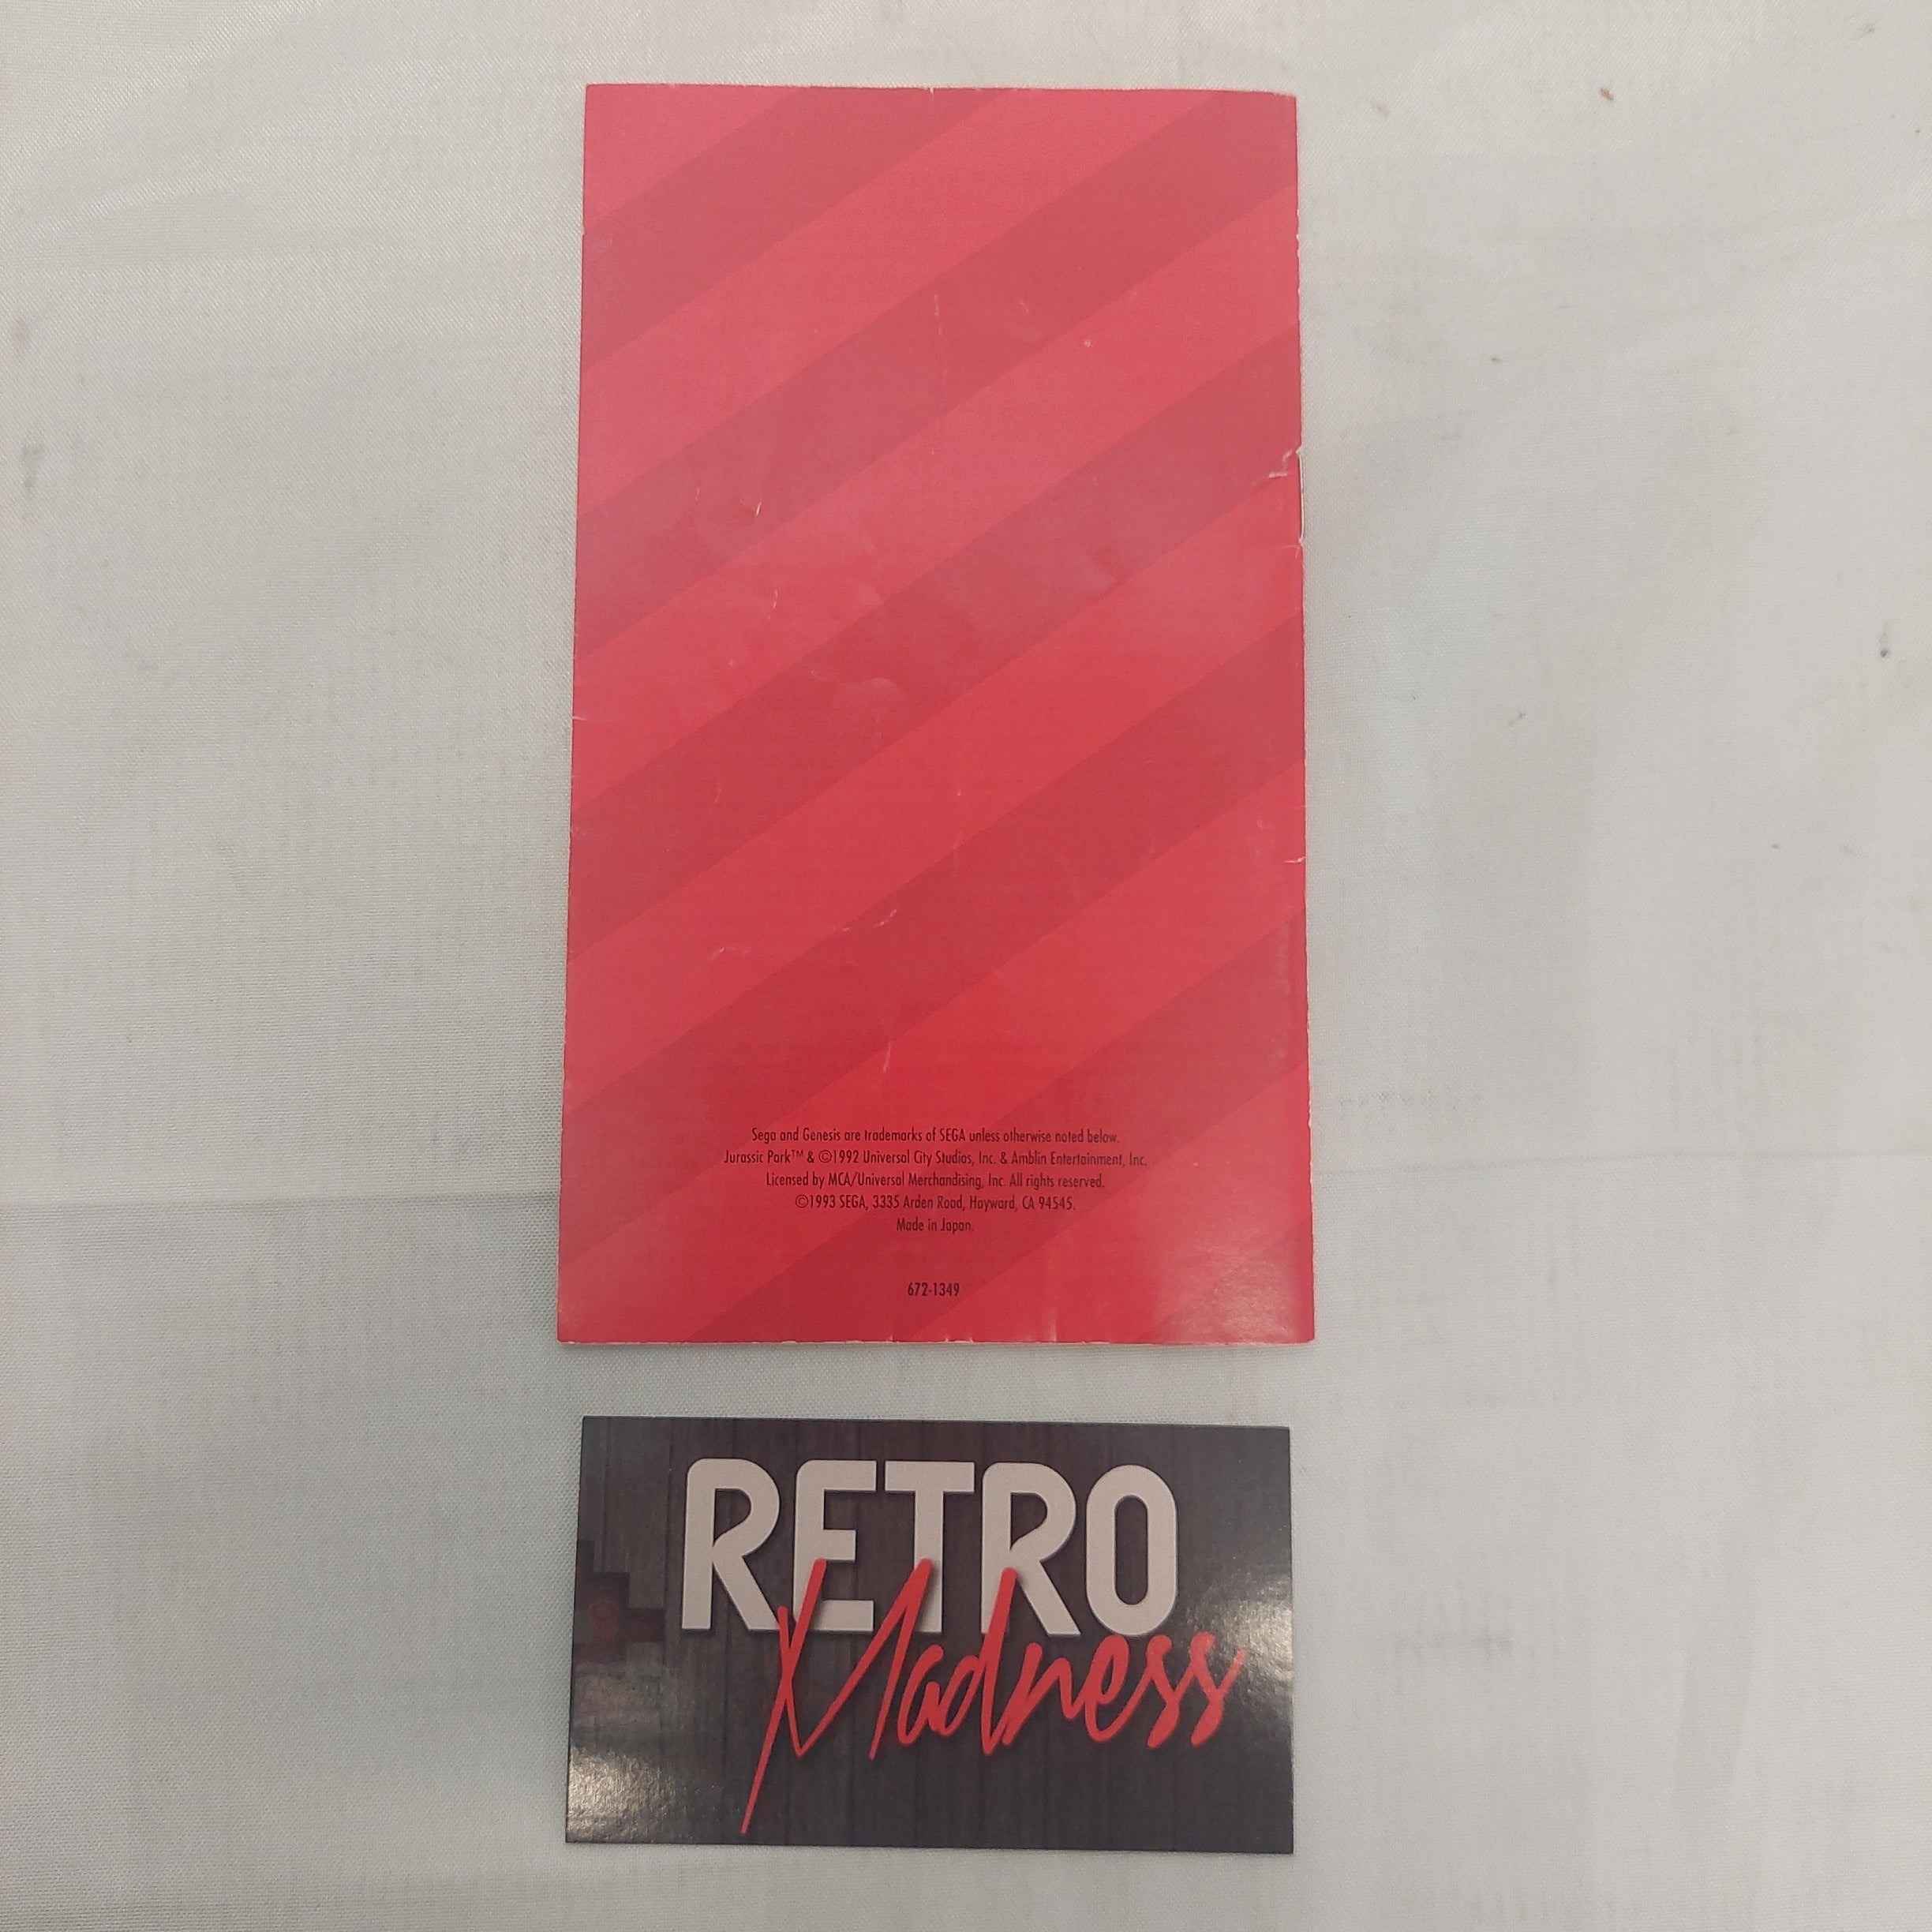 Sega and Genesis are trademarks of SEGA unless otherwise noted below.
Jurassic Park™ & ©1992 Universal City Studios, Inc. & Amblin Entertainment, Inc.
Licensed by MCA/Universal Merchandising, Inc. All rights reserved.
©1993 SEGA, 3335 Arden Road, Hayward, CA 94545.
Made in Japan.
672-1349
RETRO
Madness